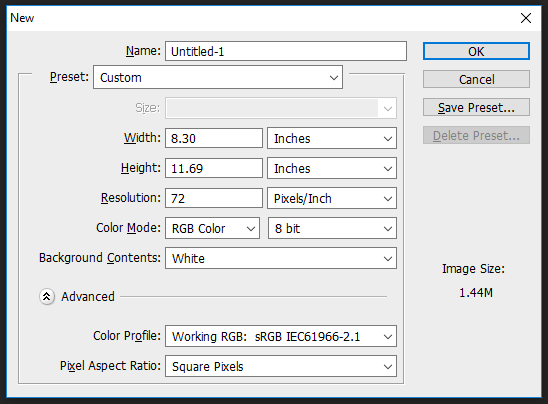 New
Name: Untitled-1
OK
Preset: Custom
Cancel
Size:
Save Preset...
Width: 8.30 Inches
Delete Preset...
Height: 11.69 Inches
Resolution: 72 Pixels/Inch
Color Mode: RGB Color 8 bit
Background Contents: White
Image Size:
1.44M
Advanced
Color Profile: Working RGB: sRGB IEC61966-2.1
Pixel Aspect Ratio: Square Pixels